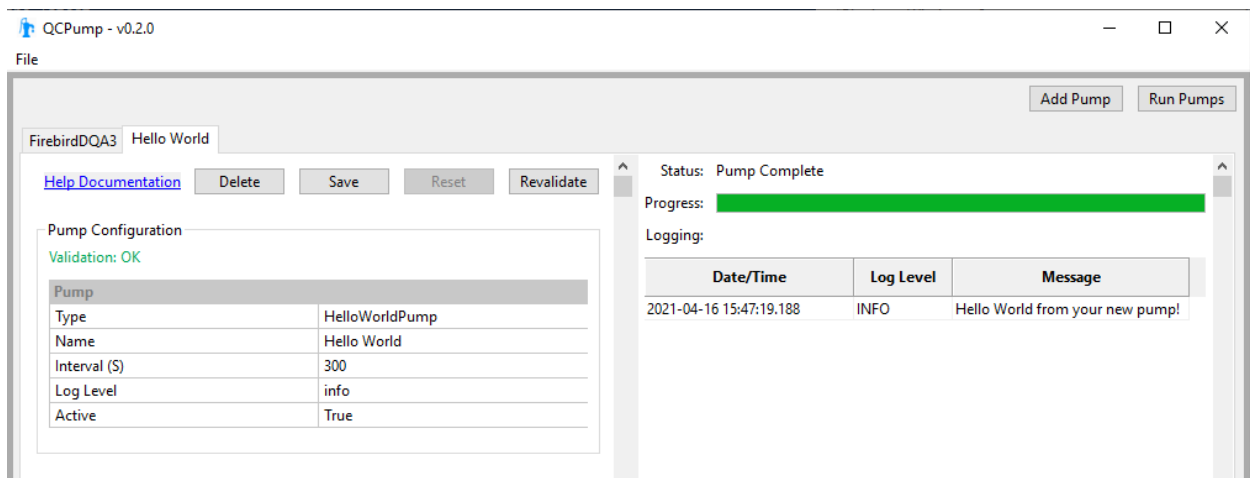 QCPump - v0.2.0
File
Add Pump Run Pumps
FirebirdDQA3 Hello World
Help Documentation Delete Save Reset Revalidate
Pump Configuration
Validation: OK
Pump
Type HelloWorldPump
Name Hello World
Interval (S) 300
Log Level info
Active True
Status: Pump Complete
Progress:
Logging:
Date/Time Log Level Message
2021-04-16 15:47:19.188 INFO Hello World from your new pump!